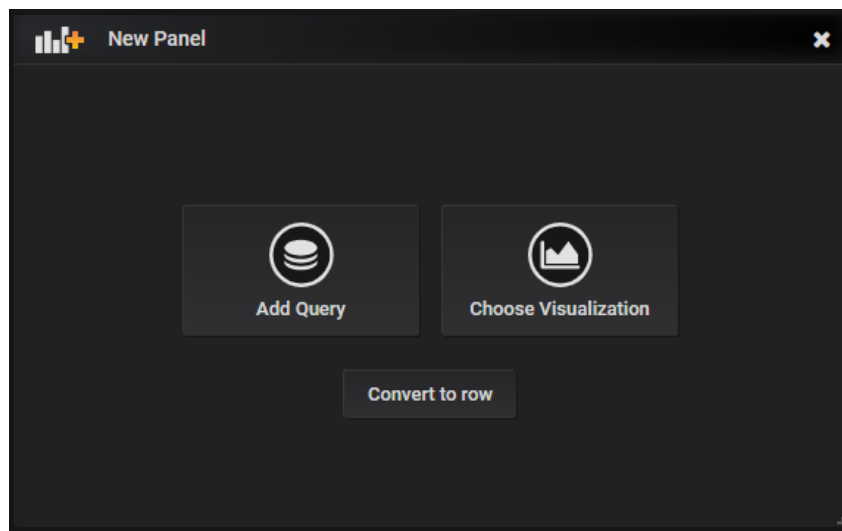 New Panel
Add Query
Choose Visualization
Convert to row